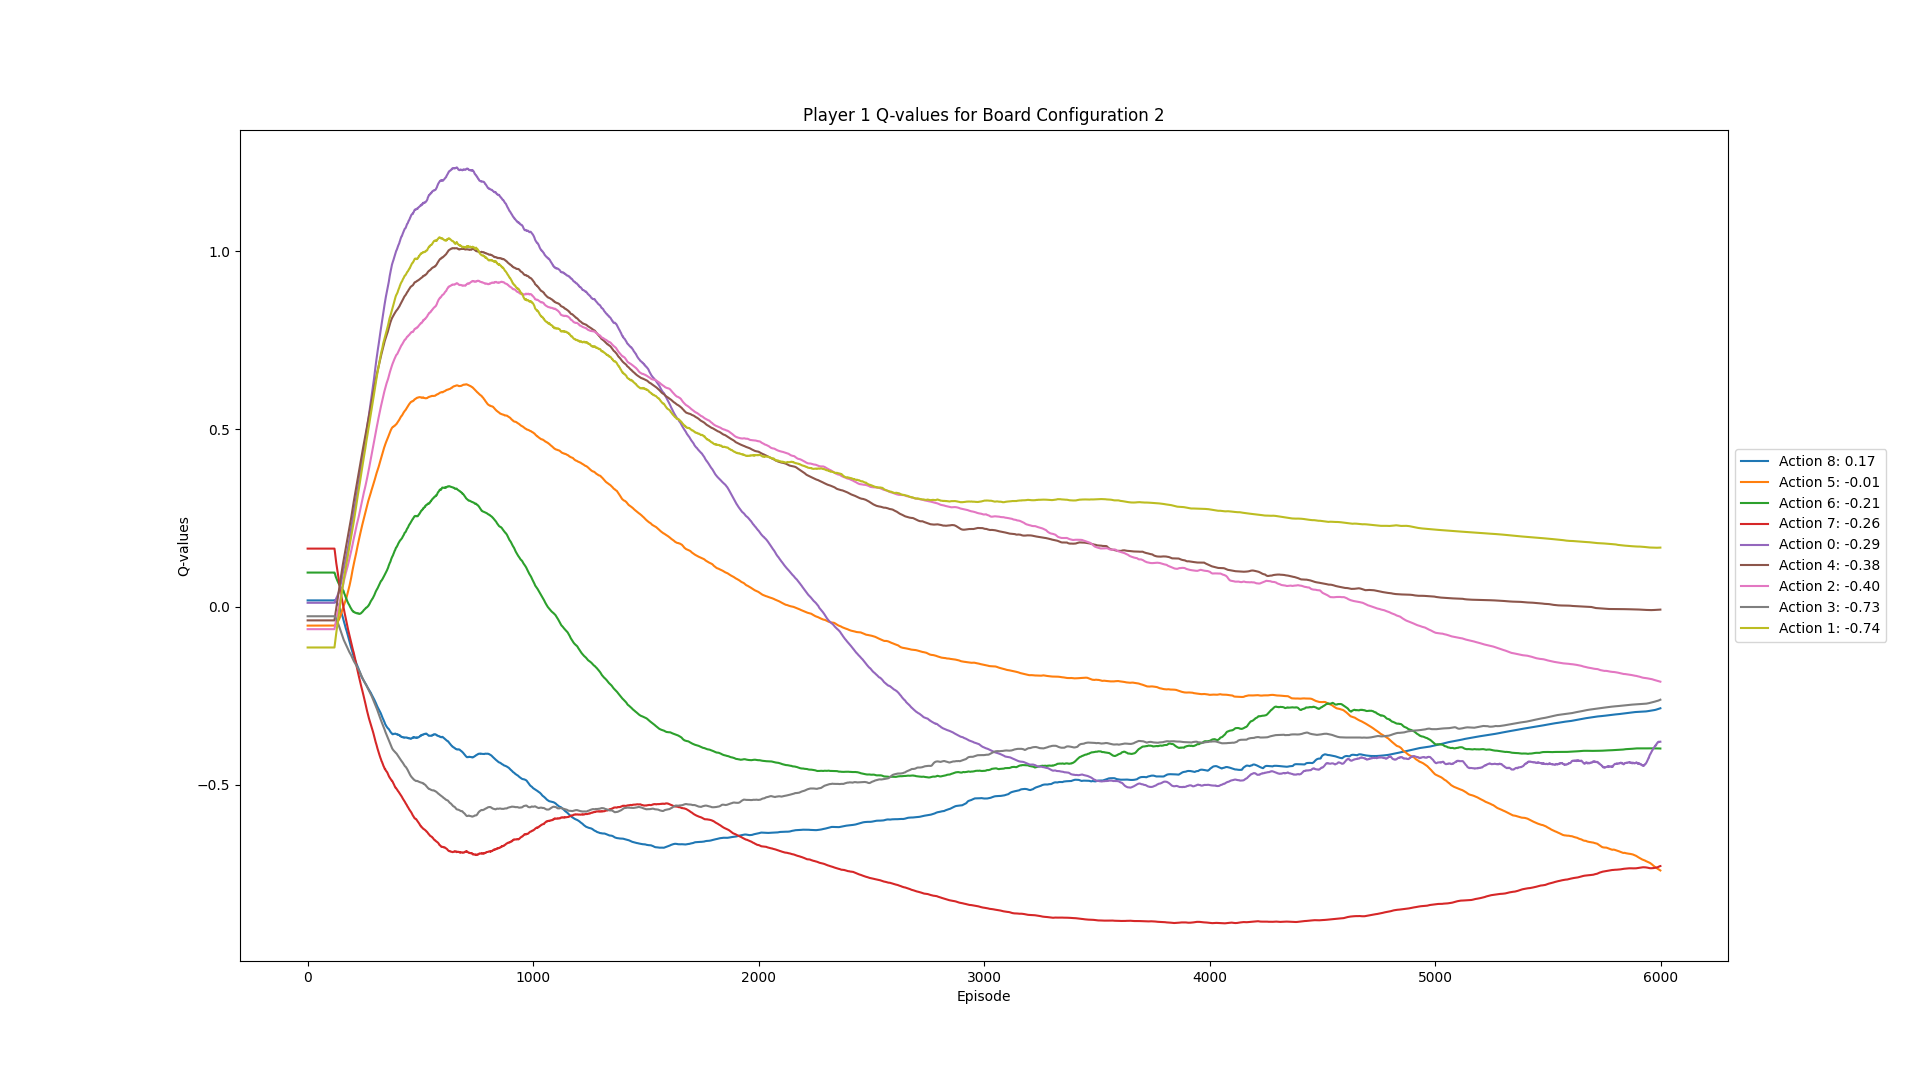 Player 1 Q-values for Board Configuration 2
Q-values
1.0
0.5
0.0
−0.5
0
1000
2000
3000
4000
5000
6000
Episode
Action 8: 0.17
Action 5: -0.01
Action 6: -0.21
Action 7: -0.26
Action 0: -0.29
Action 4: -0.38
Action 2: -0.40
Action 3: -0.73
Action 1: -0.74